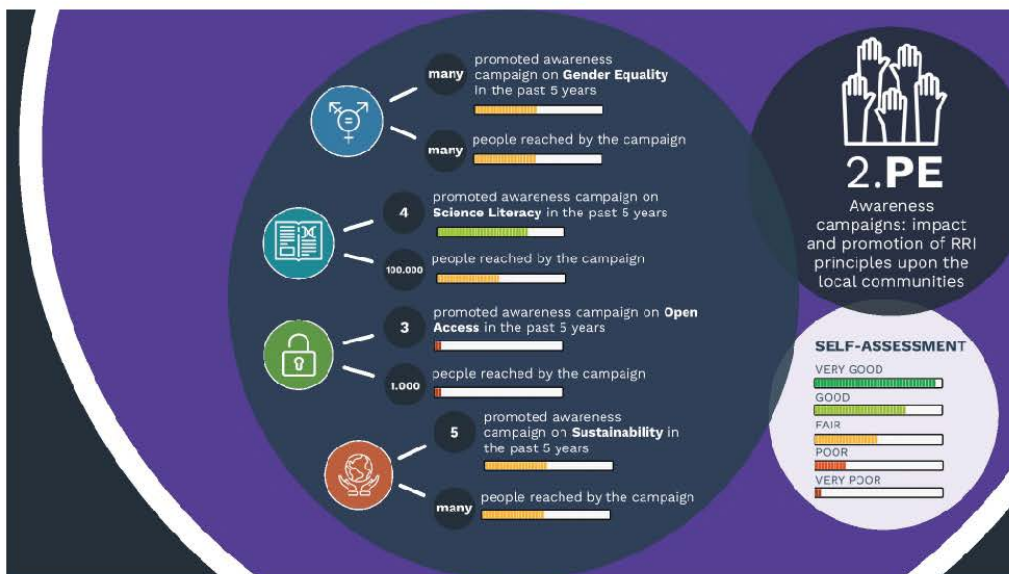 many
promoted awareness
campaign on Gender Equality
in the past 5 years
many
people reached by the campaign
4
promoted awareness campaign on
Science Literacy in the past 5 years
100.000
people reached by the campaign
3
promoted awareness campaign on Open
Access in the past 5 years
1.000
people reached by the campaign
5
promoted awareness
campaign on Sustainability in
the past 5 years
many
people reached by the campaign
2.PE
Awareness
campaigns: impact
and promotion of RRI
principles upon the
local communities
SELF-ASSESSMENT
VERY GOOD
GOOD
FAIR
POOR
VERY POOR